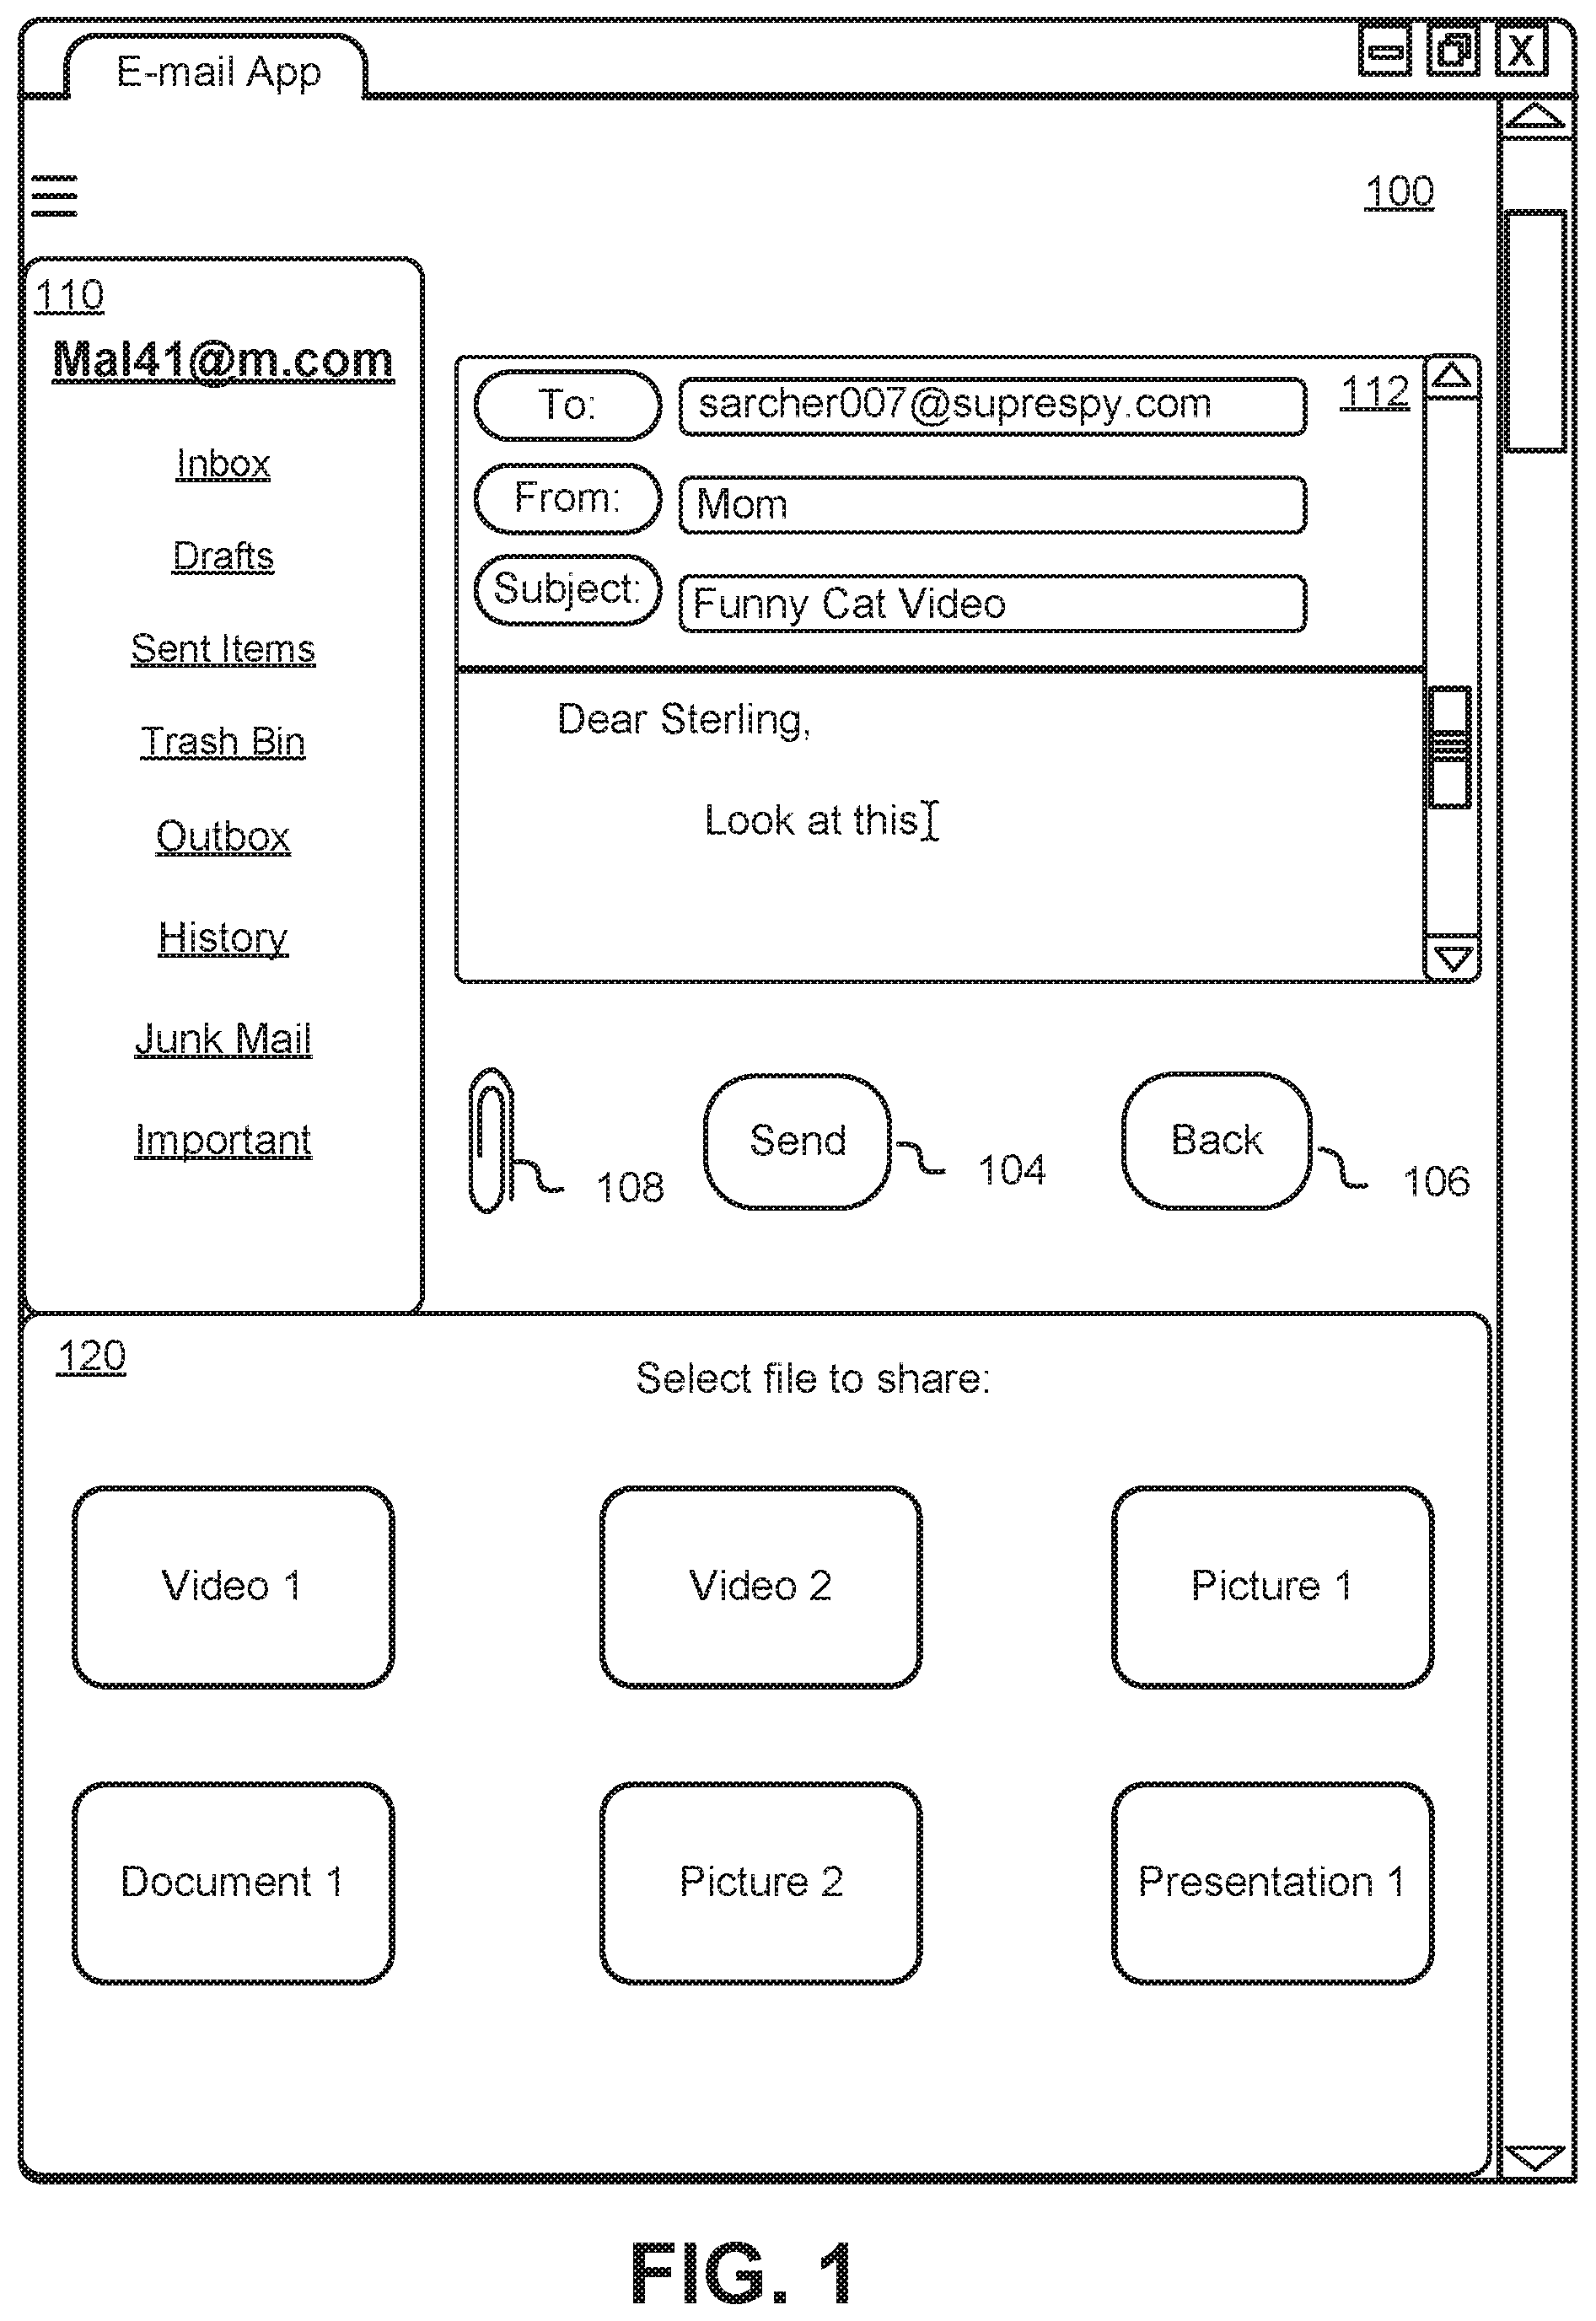 E-mail App
X
100
110
Mal41@m.com
Inbox
Drafts
Sent Items
Trash Bin
Outbox
History
Junk Mail
Important
112
To: sarcher007@suprespy.com
From: Mom
Subject: Funny Cat Video
Dear Sterling,
Look at this
108
Send 104
Back 106
120
Select file to share:
Video 1
Video 2
Picture 1
Document 1
Picture 2
Presentation 1
FIG. 1